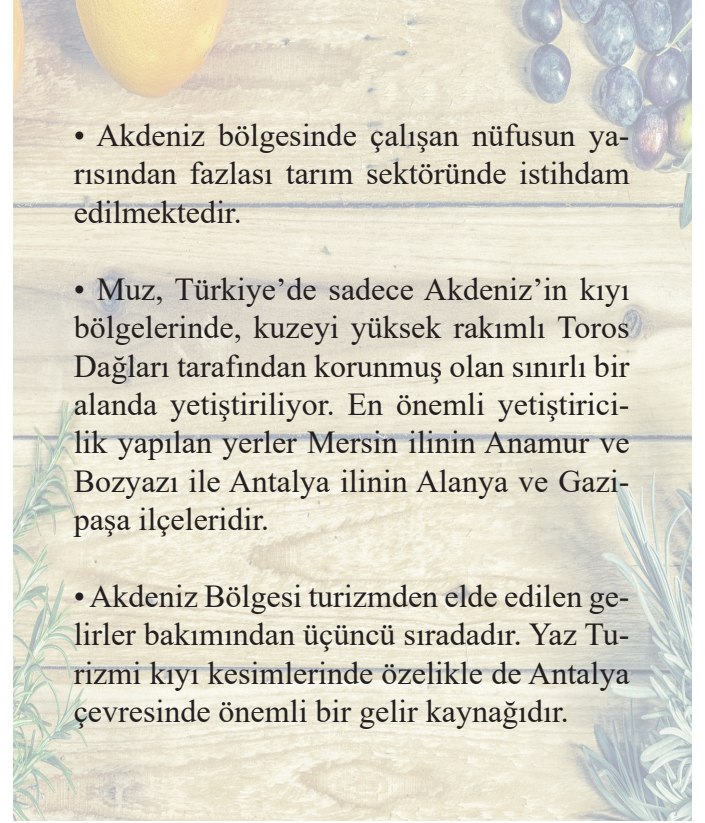 • Akdeniz bölgesinde çalışan nüfusun ya-
rısından fazlası tarım sektöründe istihdam
edilmektedir.
• Muz, Türkiye’de sadece Akdeniz’in kıyı
bölgelerinde, kuzeyi yüksek rakımlı Toros
Dağları tarafından korunmuş olan sınırlı bir
alanda yetiştiriliyor. En önemli yetiştirici-
lik yapılan yerler Mersin ilinin Anamur ve
Bozyazı ile Antalya ilinin Alanya ve Gazi-
paşa ilçeleridir.
• Akdeniz Bölgesi turizmden elde edilen ge-
lirler bakımından üçüncü sıradadır. Yaz Tu-
rizmi kıyı kesimlerinde özelikle de Antalya
çevresinde önemli bir gelir kaynağıdır.